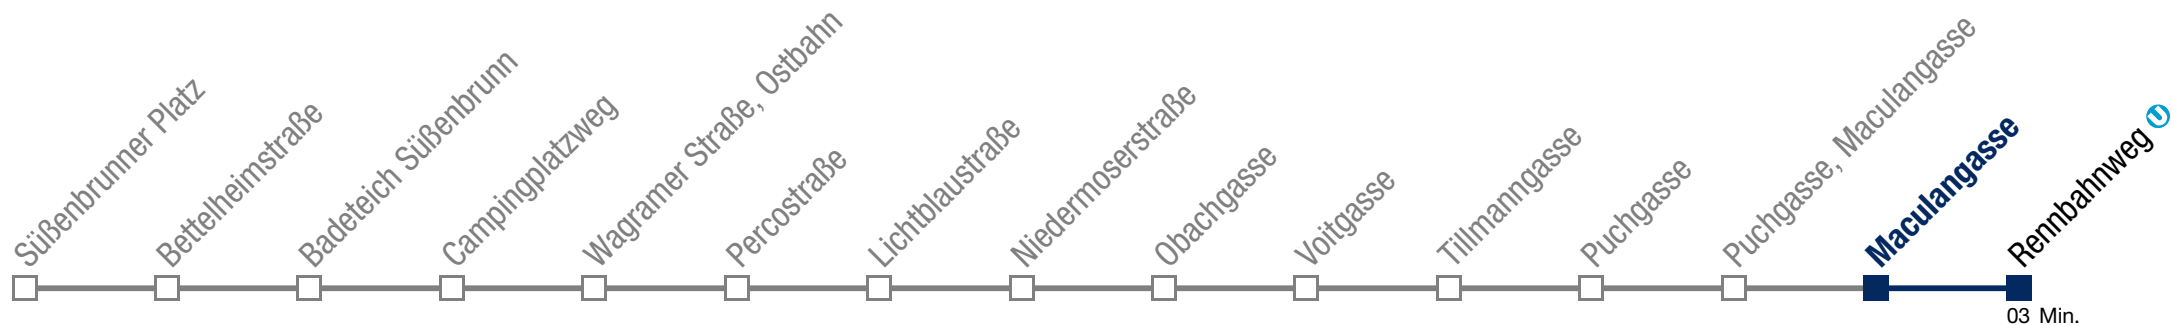 Süßenbrunner Platz
Bettelheimstraße
Badeteich Süßenbrunn
Campingplatzweg
Wagramer Straße, Ostbahn
Percostraße
Lichtblaustraße
Niedermoserstraße
Obachgasse
Voitgasse
Tillmanngasse
Puchgasse
Puchgasse, Maculangasse
Maculangasse
Rennbahnweg U
03 Min.